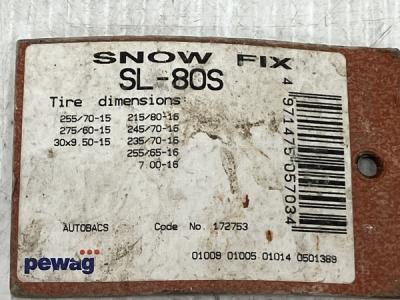 SNOW FIX
SL-80S
Tire dimensions:
255/70-15 215/80-16
275/60-15 245/70-16
30x9.50-15 235/70-16
255/65-16
7.00-16
AUTOBACS Code No. 172753
pewag
01009 01005 01014 0501389
4 971475 057034